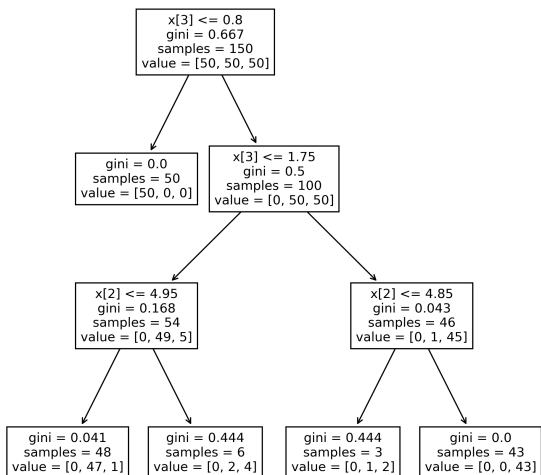 x[3] <= 0.8
gini = 0.667
samples = 150
value = [50, 50, 50]
gini = 0.0
samples = 50
value = [50, 0, 0]
x[3] <= 1.75
gini = 0.5
samples = 100
value = [0, 50, 50]
x[2] <= 4.95
gini = 0.168
samples = 54
value = [0, 49, 5]
x[2] <= 4.85
gini = 0.043
samples = 46
value = [0, 1, 45]
gini = 0.041
samples = 48
value = [0, 47, 1]
gini = 0.444
samples = 6
value = [0, 2, 4]
gini = 0.444
samples = 3
value = [0, 1, 2]
gini = 0.0
samples = 43
value = [0, 0, 43]